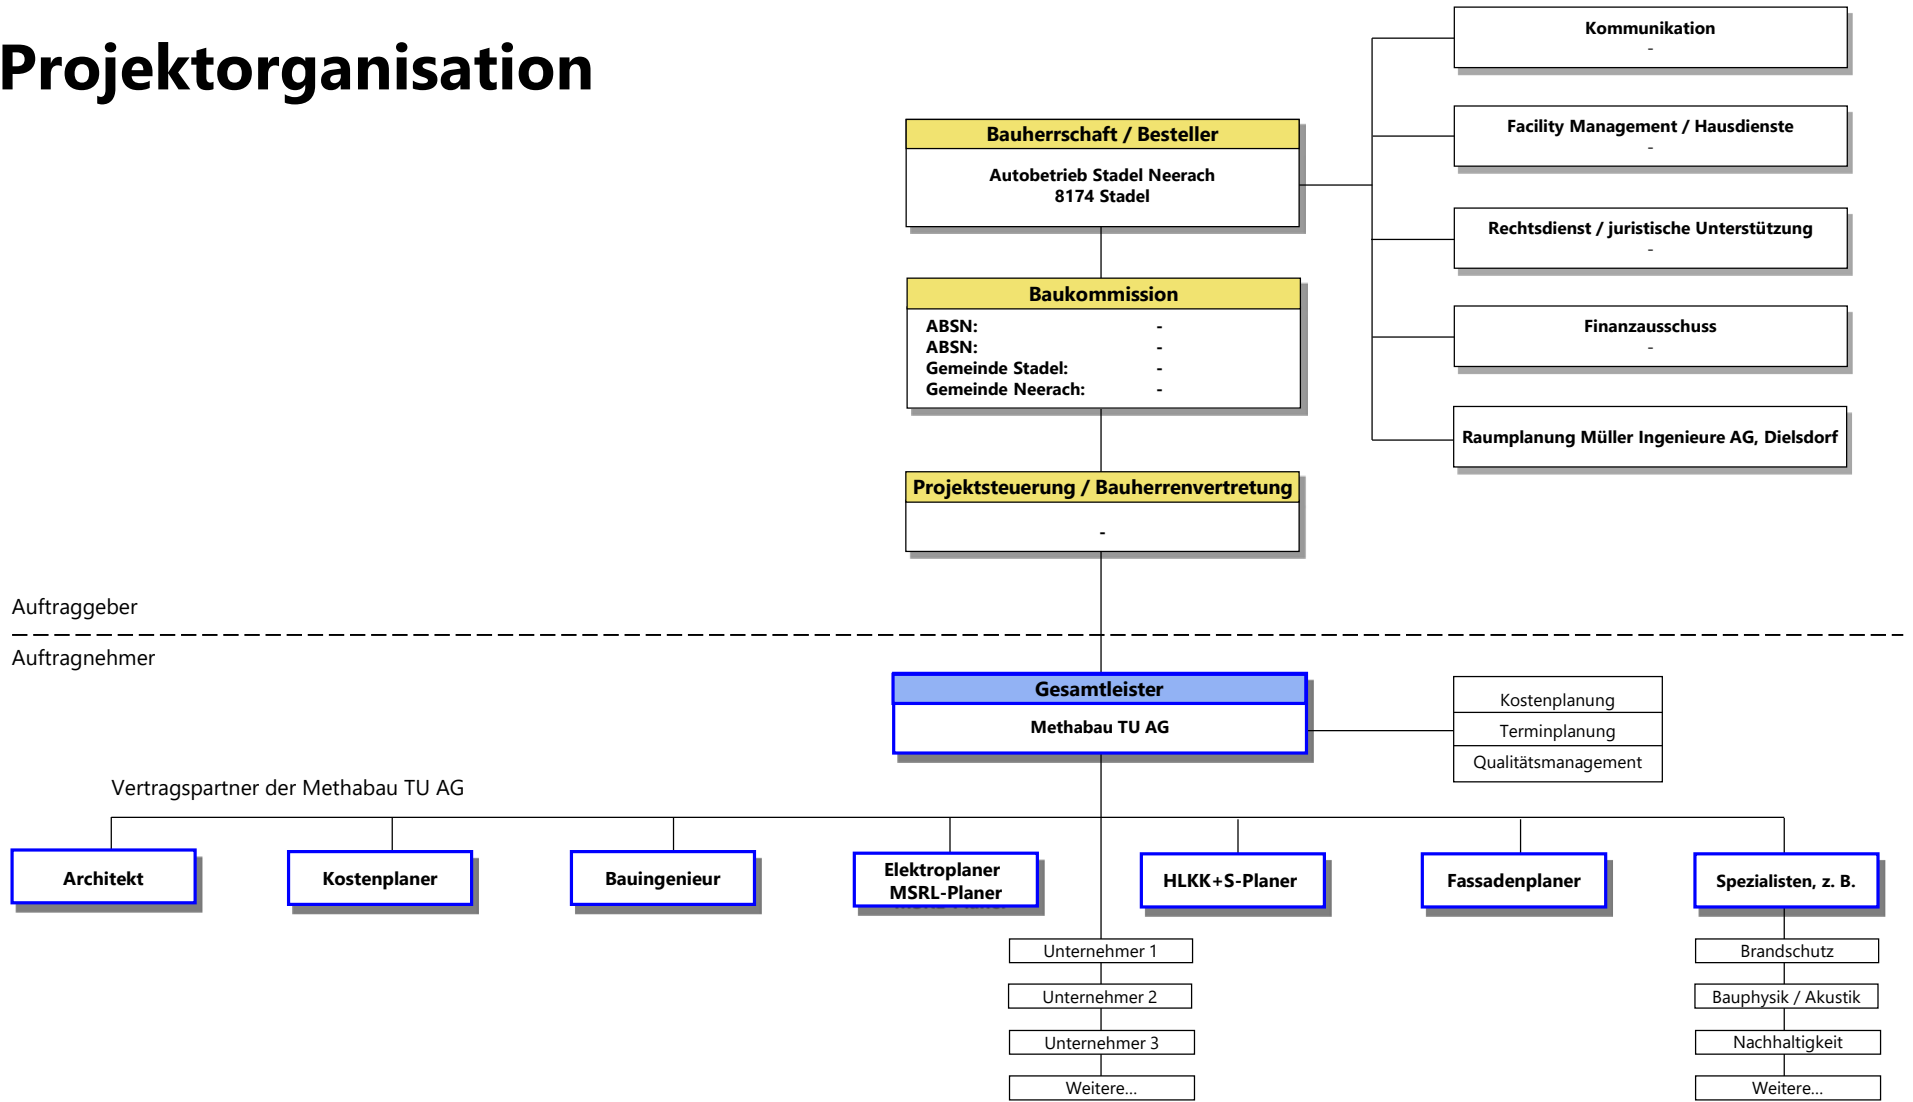 Projektorganisation
Kommunikation
-
Facility Management / Hausdienste
-
Rechtsdienst / juristische Unterstützung
-
Finanzausschuss
-
Raumplanung Müller Ingenieure AG, Dielsdorf
Bauherrschaft / Besteller
Autobetrieb Stadel Neerach
8174 Stadel
Baukommission
ABSN: -
ABSN: -
Gemeinde Stadel: -
Gemeinde Neerach: -
Projektsteuerung / Bauherrenvertretung
-
Auftraggeber
Auftragnehmer
Gesamtleister
Methabau TU AG
Kostenplanung
Terminplanung
Qualitätsmanagement
Vertragspartner der Methabau TU AG
Architekt
Kostenplaner
Bauingenieur
Elektroplaner
MSRL-Planer
HLKK+S-Planer
Fassadenplaner
Spezialisten, z. B.
Unternehmer 1
Unternehmer 2
Unternehmer 3
Weitere...
Brandschutz
Bauphysik / Akustik
Nachhaltigkeit
Weitere...